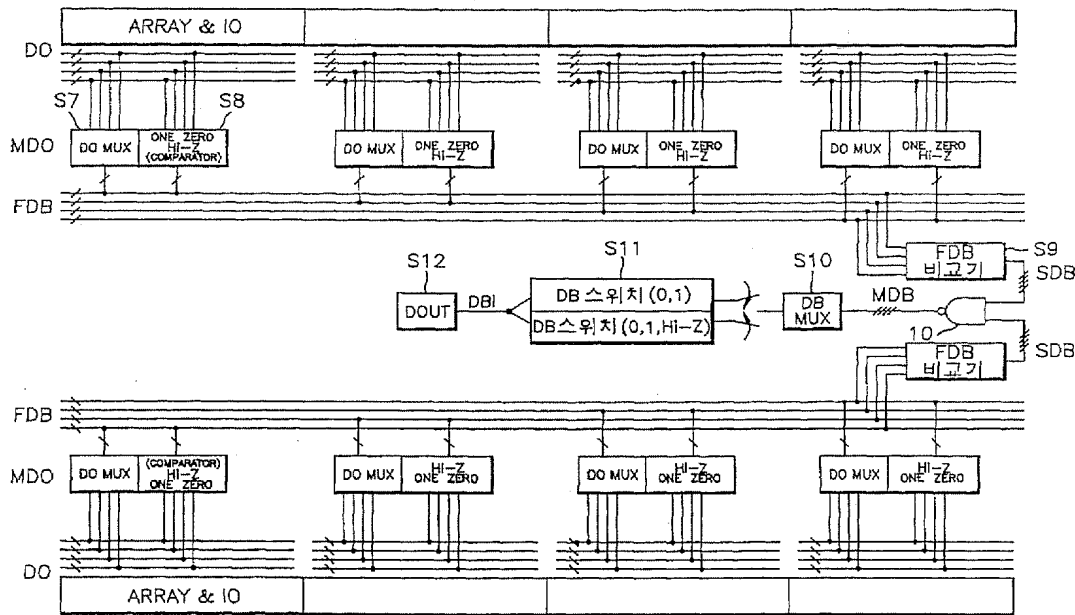 ARRAY & IO
DO
S7
S8
MDO
DO MUX
ONE ZERO
Hi-Z
(COMPARATOR)
DO MUX
ONE ZERO
Hi-Z
DO MUX
ONE ZERO
Hi-Z
DO MUX
ONE ZERO
Hi-Z
FDB
S9
FDB
비교기
SDB
S12
S11
S10
DOUT
DBI
DB 스위치 (0,1)
DB스위치(0,1,Hi-Z)
DB
MUX
MDB
10
SDB
FDB
비교기
FDB
MDO
DO MUX
(COMPARATOR)
Hi-Z
ONE ZERO
DO MUX
Hi-Z
ONE ZERO
DO MUX
Hi-Z
ONE ZERO
DO MUX
Hi-Z
ONE ZERO
DO
ARRAY & IO